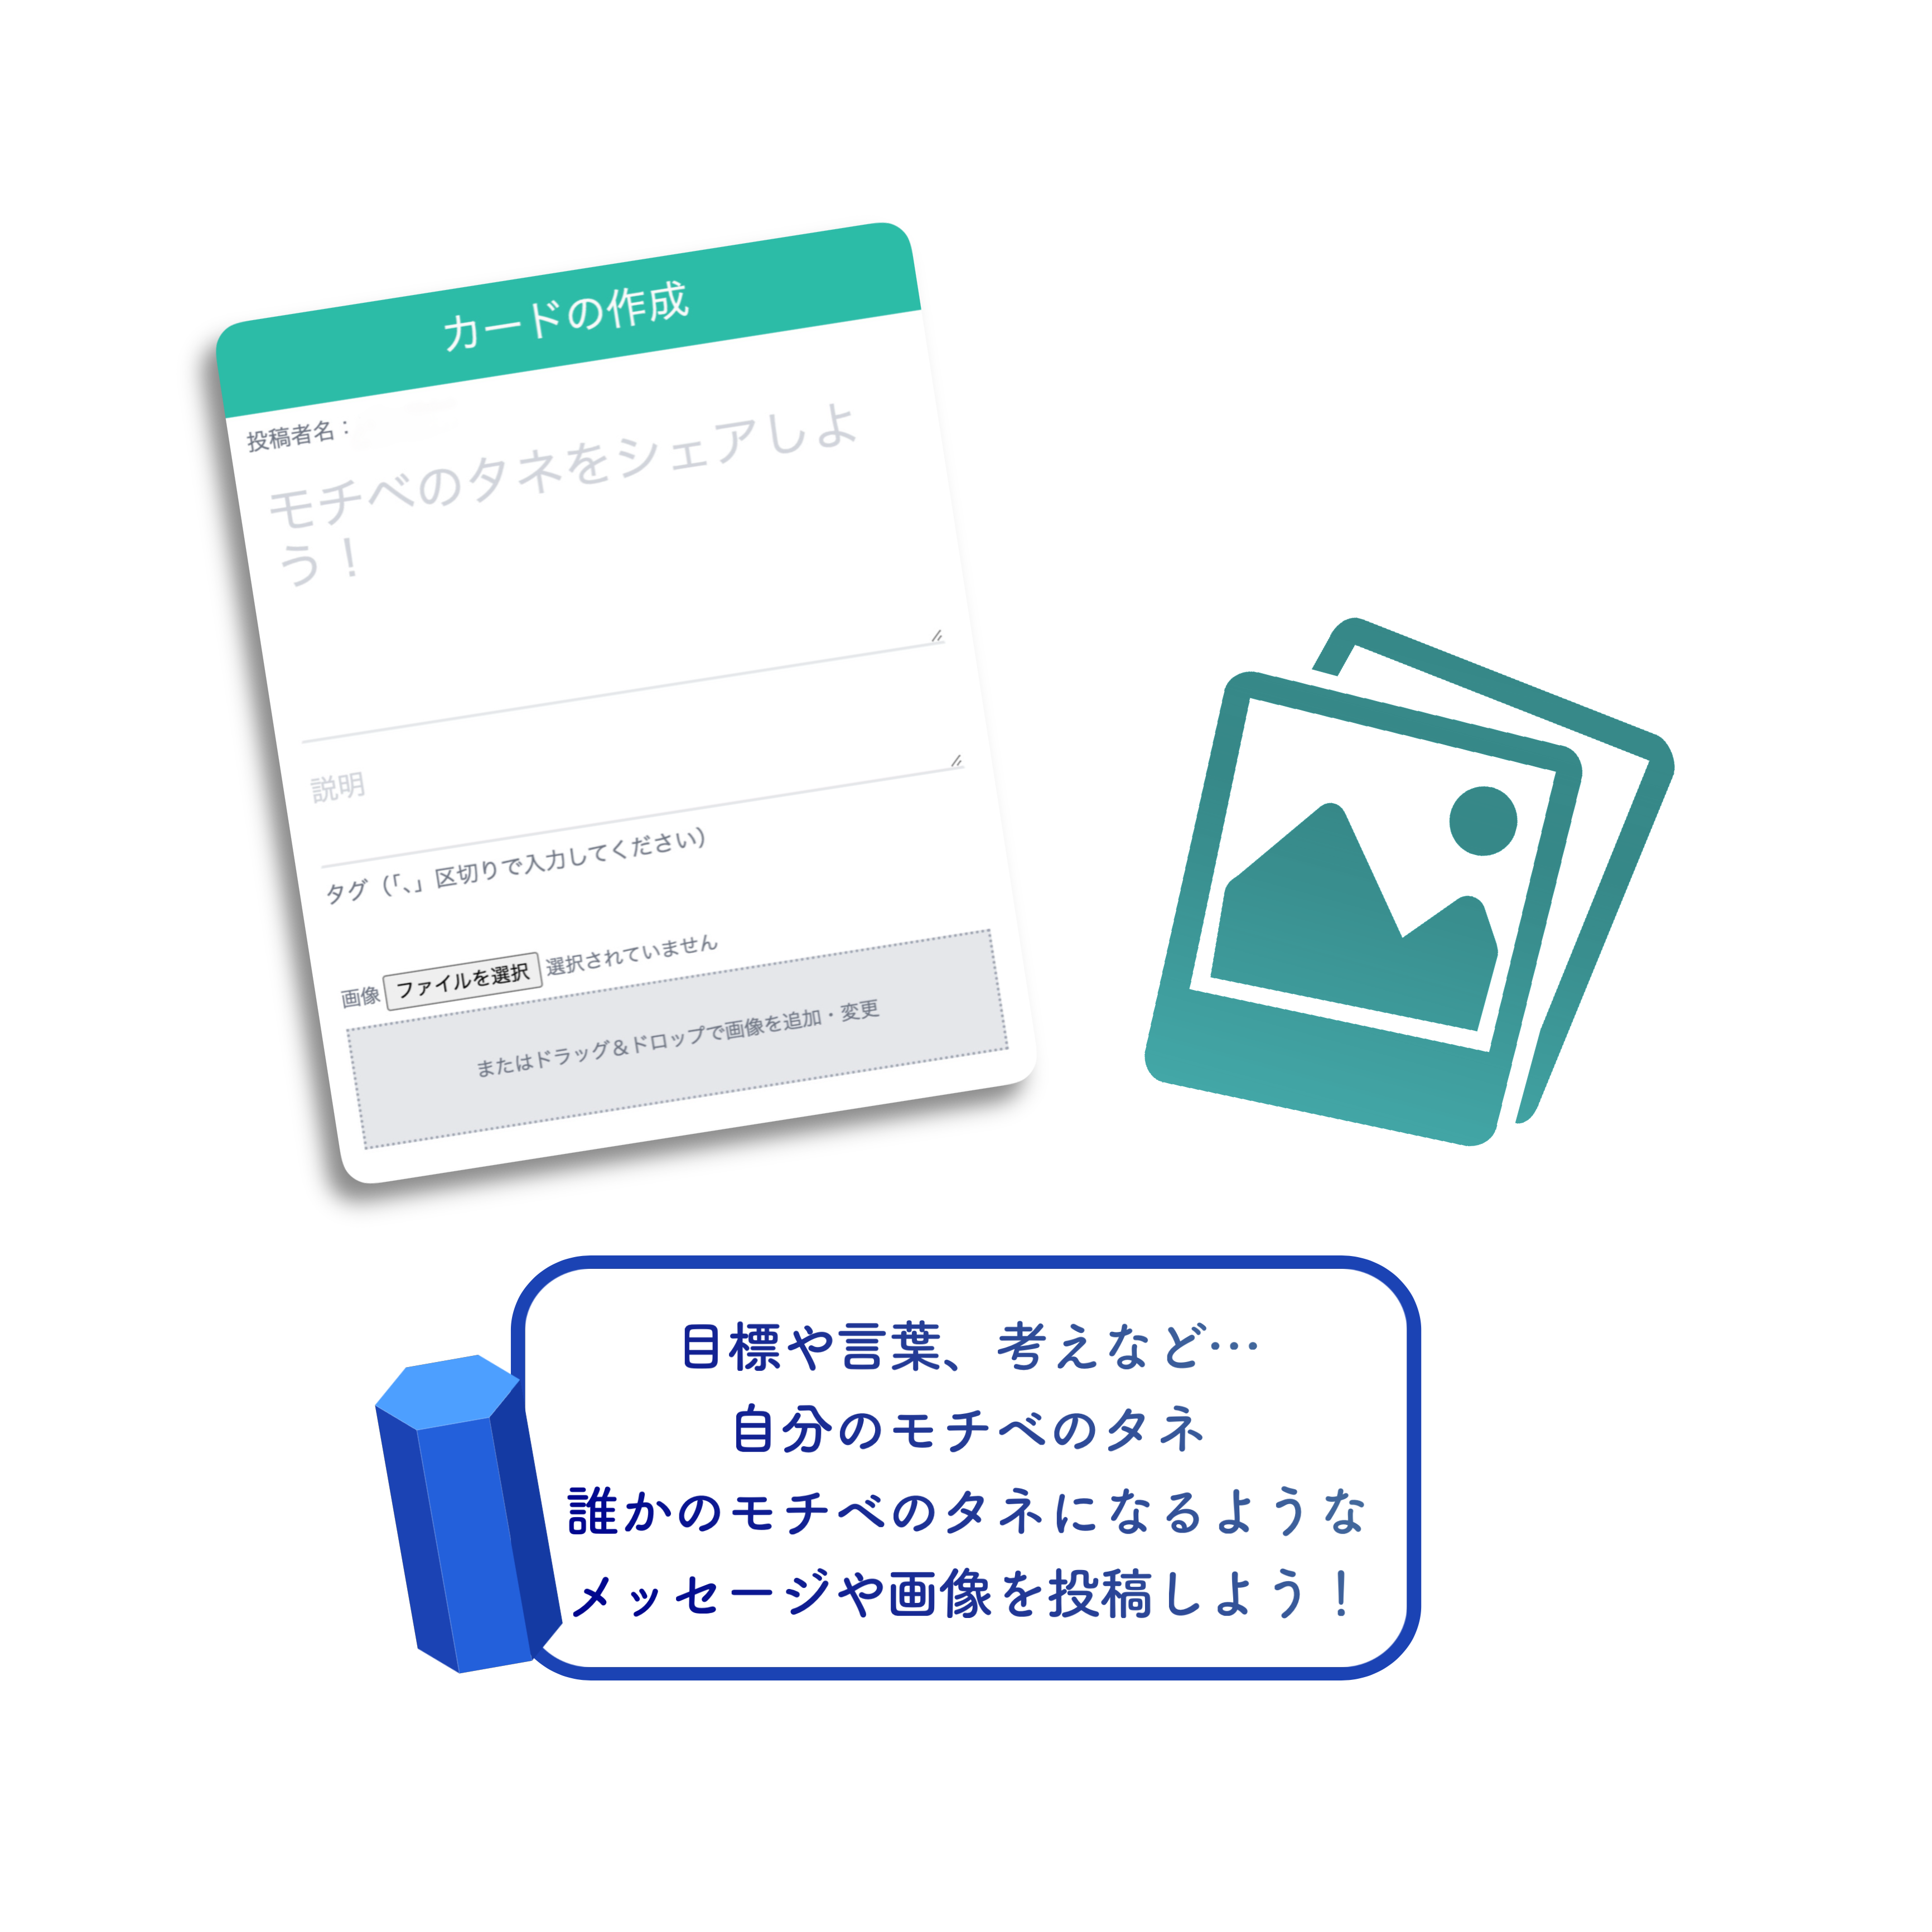 カードの作成
投稿者名：
モチベのタネをシェアしよ
う！
説明
タグ（「、」区切りで入力してください）
画像 ファイルを選択 選択されていません
またはドラッグ＆ドロップで画像を追加・変更
目標や言葉、考えなど…
自分のモチベのタネ
誰かのモチベのタネになるような
メッセージや画像を投稿しよう！